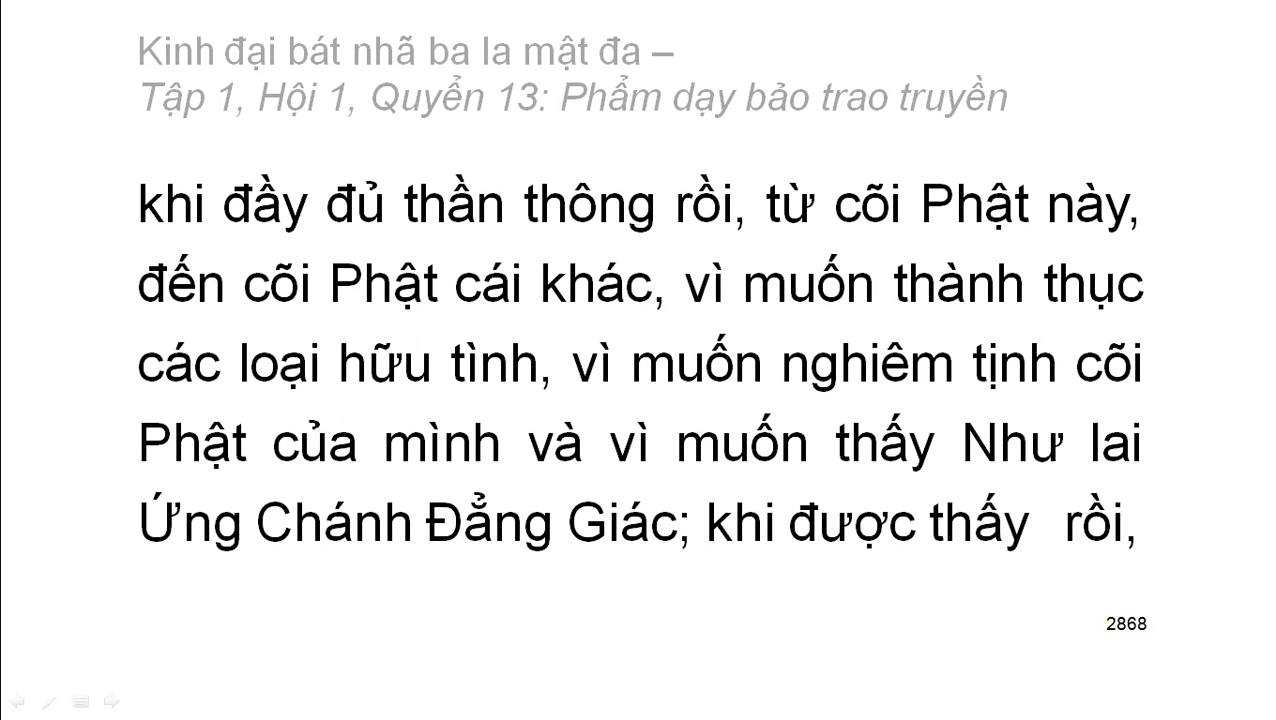 Kinh đại bát nhã ba la mật đa –
Tập 1, Hội 1, Quyển 13: Phẩm dạy bảo trao truyền
khi đầy đủ thần thông rồi, từ cõi Phật này,
đến cõi Phật cái khác, vì muốn thành thục
các loại hữu tình, vì muốn nghiêm tịnh cõi
Phật của mình và vì muốn thấy Như lai
Ứng Chánh Đẳng Giác; khi được thấy rồi,
2868